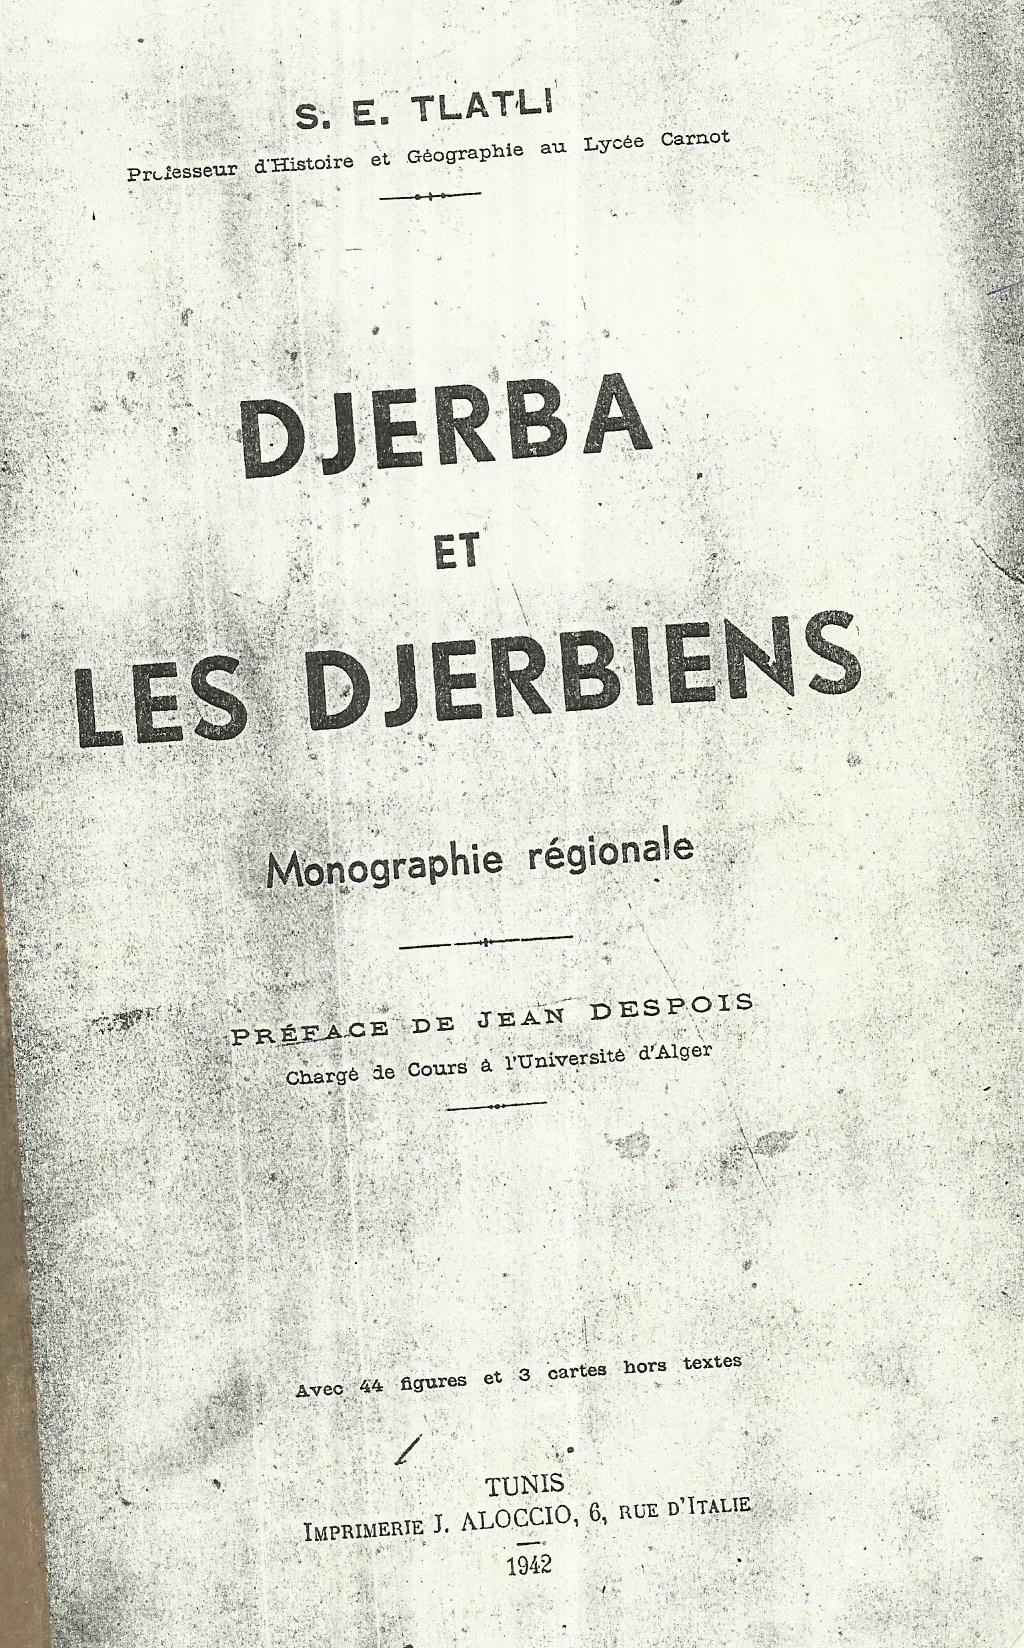 S. E. TLATLI
Professeur d'Histoire et Géographie au Lycée Carnot
DJERBA
ET
LES DJERBIENS
Monographie régionale
PRÉFACE DE JEAN DESPOIS
Chargé de Cours à l'Université d'Alger
Avec 44 figures et 3 cartes hors textes
TUNIS
IMPRIMERIE J. ALOCCIO, 6, RUE D'ITALIE
1942